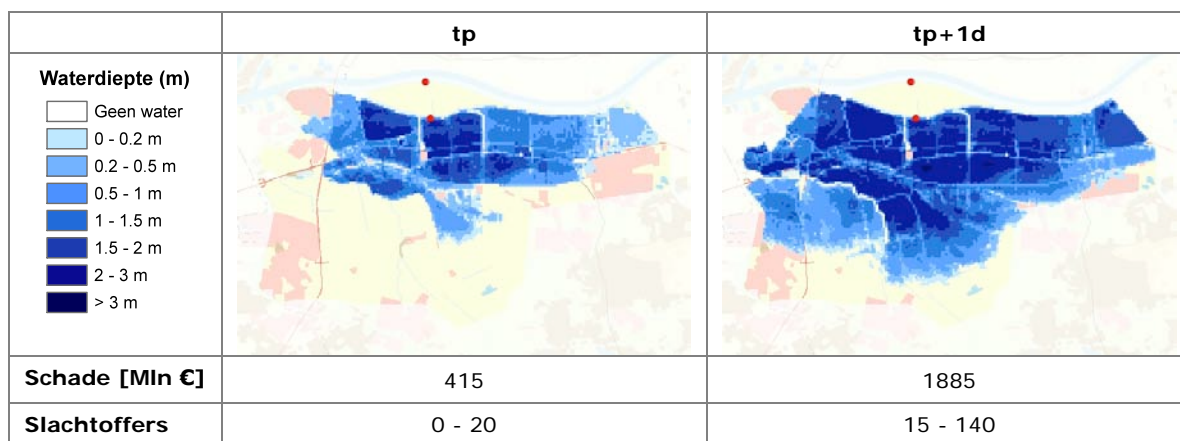 tp tp+1d
Waterdiepte (m)
Geen water
0 - 0.2 m
0.2 - 0.5 m
0.5 - 1 m
1 - 1.5 m
1.5 - 2 m
2 - 3 m
> 3 m
Schade [Mln €] 415 1885
Slachtoffers 0 - 20 15 - 140